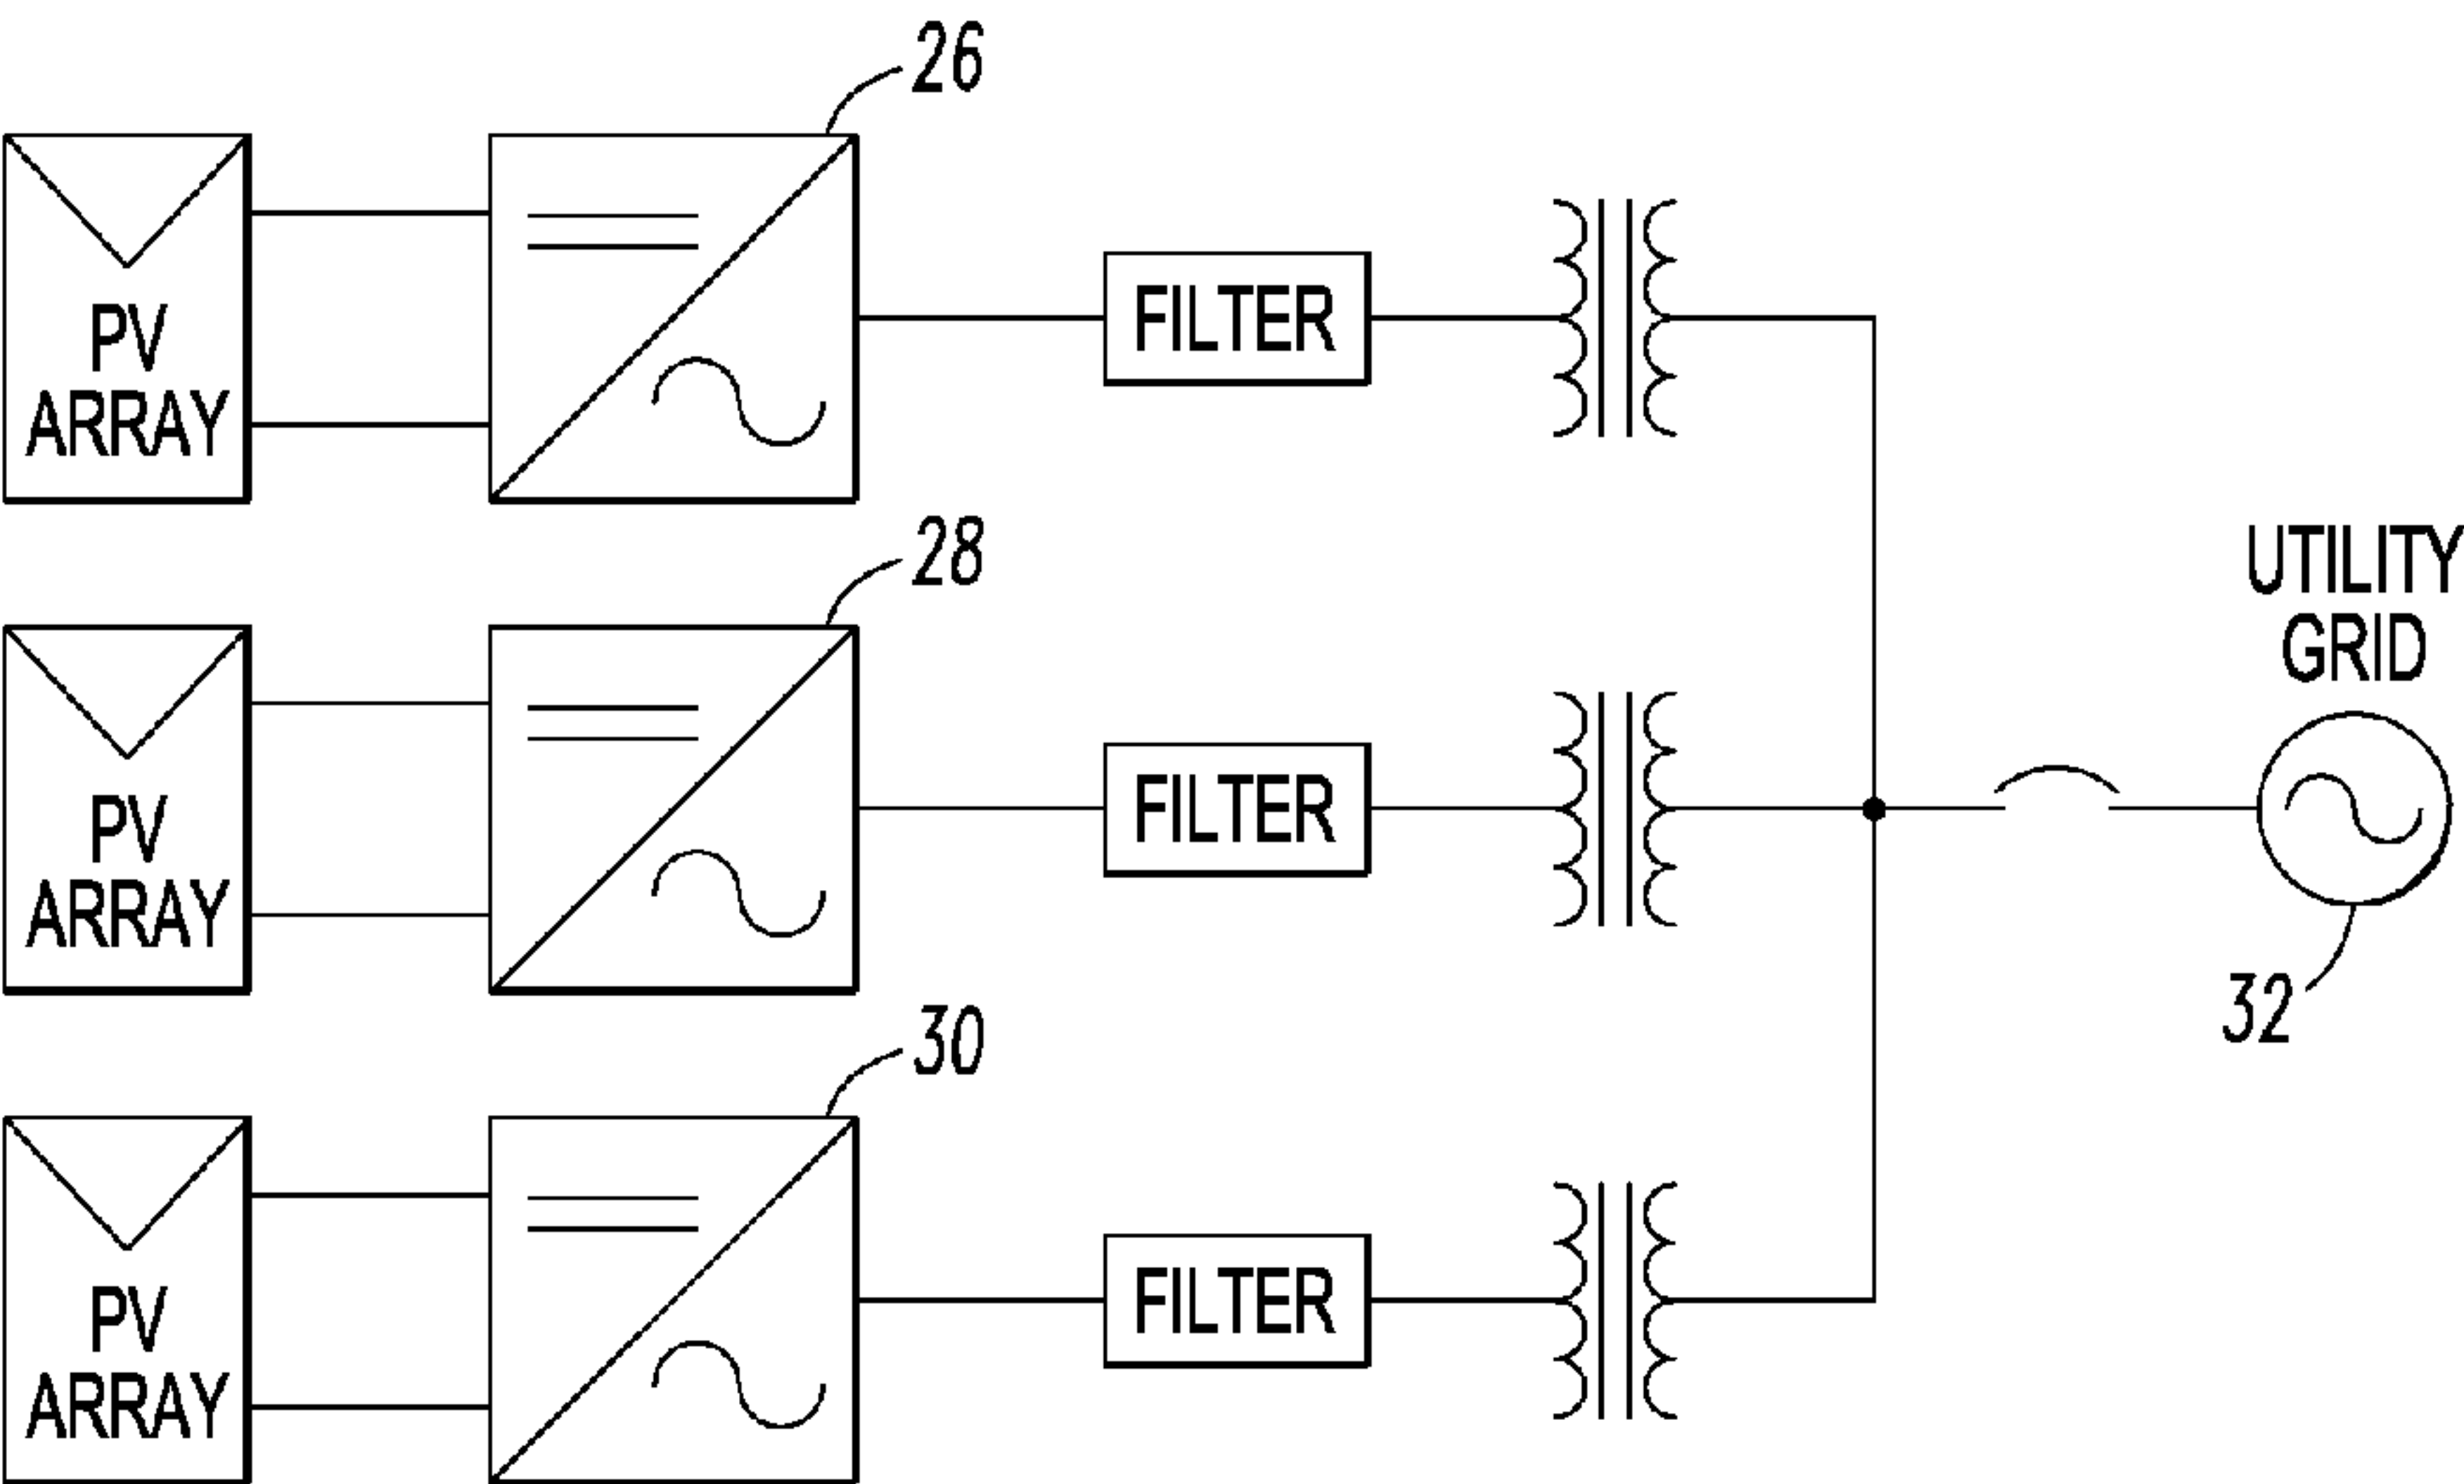 26
PV
ARRAY
FILTER
28
UTILITY
GRID
PV
ARRAY
FILTER
32
30
PV
ARRAY
FILTER